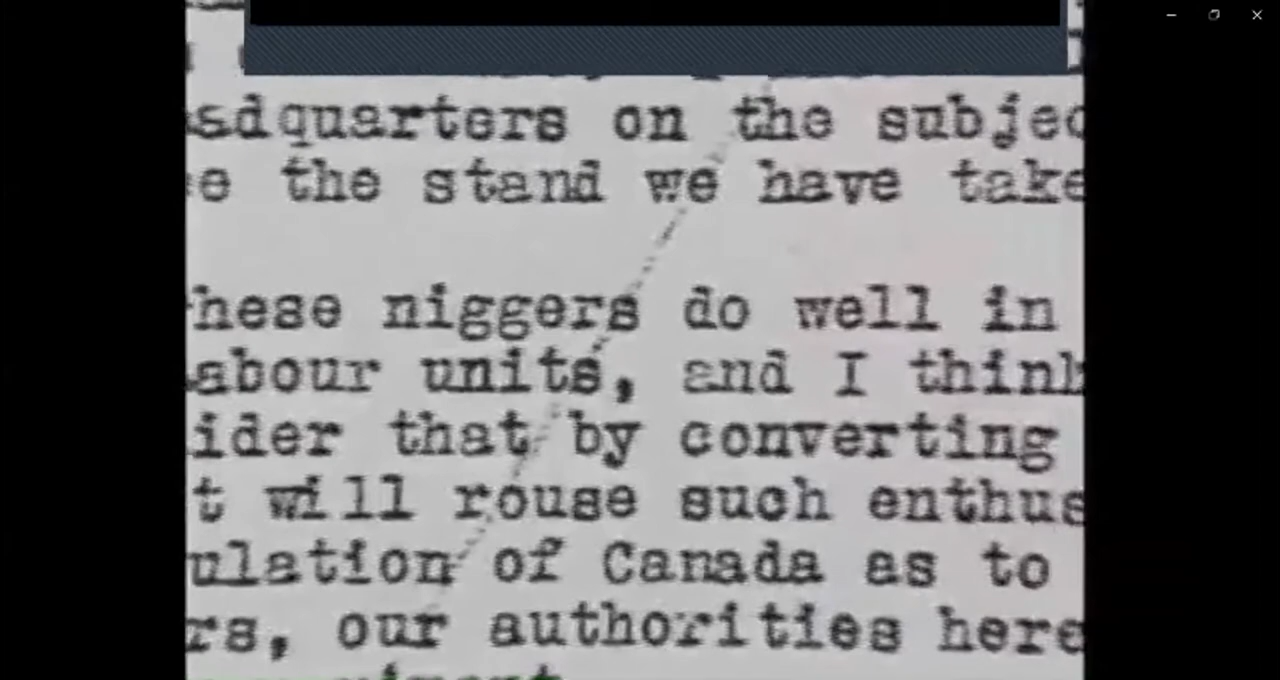 adquarters on the subjec
e the stand we have take
hese niggers do well in
abour units, and I think
ider that by converting
t will rouse such enthus
ulation of Canada as to
rs, our authorities here